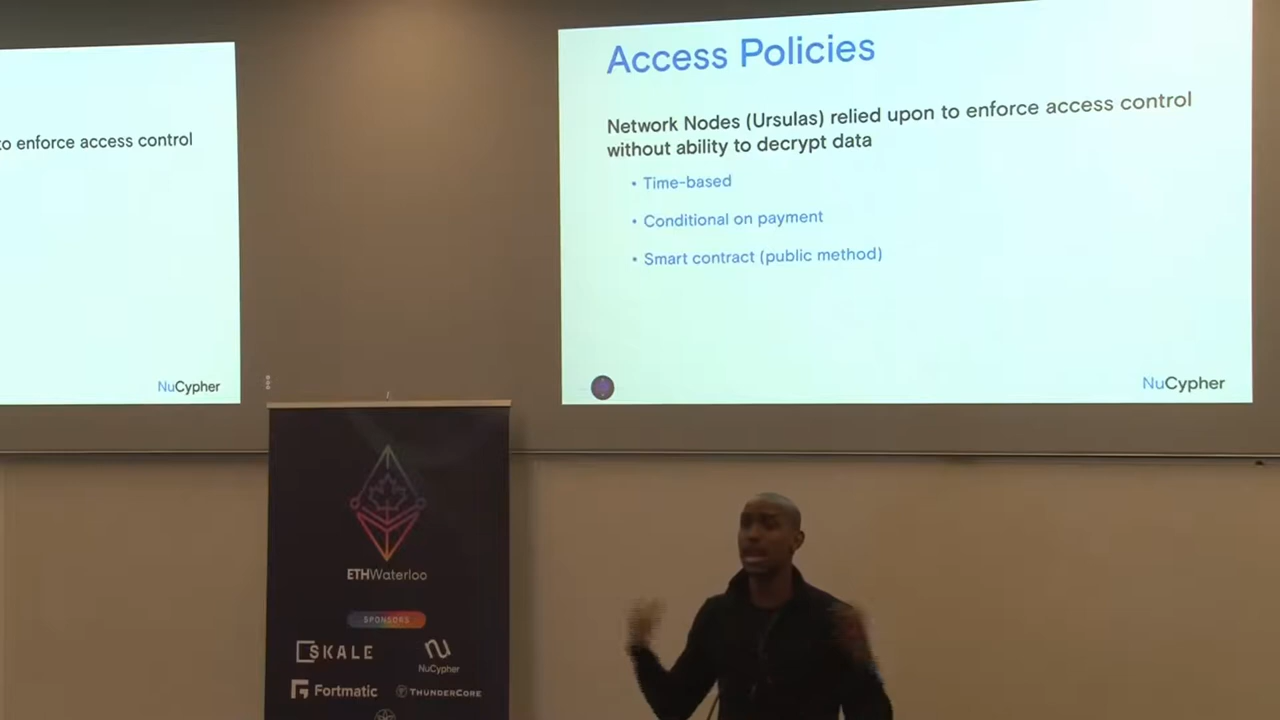 to enforce access control
NuCypher
Access Policies
Network Nodes (Ursulas) relied upon to enforce access control
without ability to decrypt data
• Time-based
• Conditional on payment
• Smart contract (public method)
NuCypher
ETHWaterloo
SPONSORS
SKALE
NuCypher
Fortmatic
THUNDERCORE